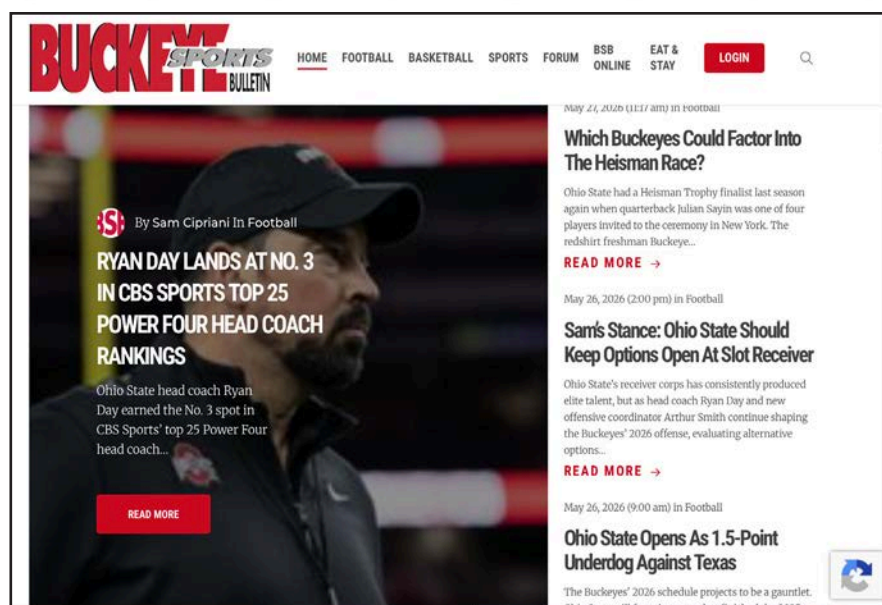 BUCKEYE
SPORTS
BULLETIN
HOME FOOTBALL BASKETBALL SPORTS FORUM BSB ONLINE EAT & STAY LOGIN
By Sam Cipriani In Football
RYAN DAY LANDS AT NO. 3
IN CBS SPORTS TOP 25
POWER FOUR HEAD COACH
RANKINGS
Ohio State head coach Ryan
Day earned the No. 3 spot in
CBS Sports' top 25 Power Four
head coach...
READ MORE
May 27, 2026 (11:17 am) in Football
Which Buckeyes Could Factor Into
The Heisman Race?
Ohio State had a Heisman Trophy finalist last season
again when quarterback Julian Sayin was one of four
players invited to the ceremony in New York. The
redshirt freshman Buckeye...
READ MORE →
May 26, 2026 (2:00 pm) in Football
Sam's Stance: Ohio State Should
Keep Options Open At Slot Receiver
Ohio State's receiver corps has consistently produced
elite talent, but as head coach Ryan Day and new
offensive coordinator Arthur Smith continue shaping
the Buckeyes' 2026 offense, evaluating alternative
options...
READ MORE →
May 26, 2026 (9:00 am) in Football
Ohio State Opens As 1.5-Point
Underdog Against Texas
The Buckeyes' 2026 schedule projects to be a gauntlet.